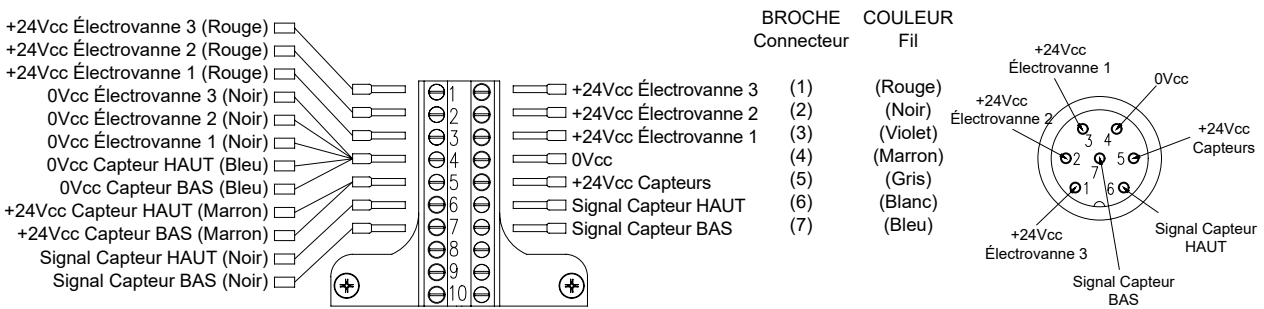 +24Vcc Électrovanne 3 (Rouge)
+24Vcc Électrovanne 2 (Rouge)
+24Vcc Électrovanne 1 (Rouge)
0Vcc Électrovanne 3 (Noir)
0Vcc Électrovanne 2 (Noir)
0Vcc Électrovanne 1 (Noir)
0Vcc Capteur HAUT (Bleu)
0Vcc Capteur BAS (Bleu)
+24Vcc Capteur HAUT (Marron)
+24Vcc Capteur BAS (Marron)
Signal Capteur HAUT (Noir)
Signal Capteur BAS (Noir)
1
2
3
4
5
6
7
8
9
10
BROCHE COULEUR
Connecteur Fil
+24Vcc Électrovanne 3 (1) (Rouge)
+24Vcc Électrovanne 2 (2) (Noir)
+24Vcc Électrovanne 1 (3) (Violet)
0Vcc (4) (Marron)
+24Vcc Capteurs (5) (Gris)
Signal Capteur HAUT (6) (Blanc)
Signal Capteur BAS (7) (Bleu)
+24Vcc
Électrovanne 1
0Vcc
+24Vcc
Électrovanne 2
+24Vcc
Capteurs
3 4
2 5
7
1 6
+24Vcc
Électrovanne 3
Signal Capteur
HAUT
Signal Capteur
BAS